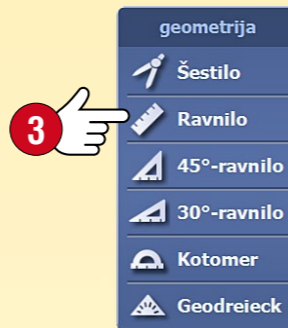 geometrija
Šestilo
3
Ravnilo
45°-ravnilo
30°-ravnilo
Kotomer
Geodreieck